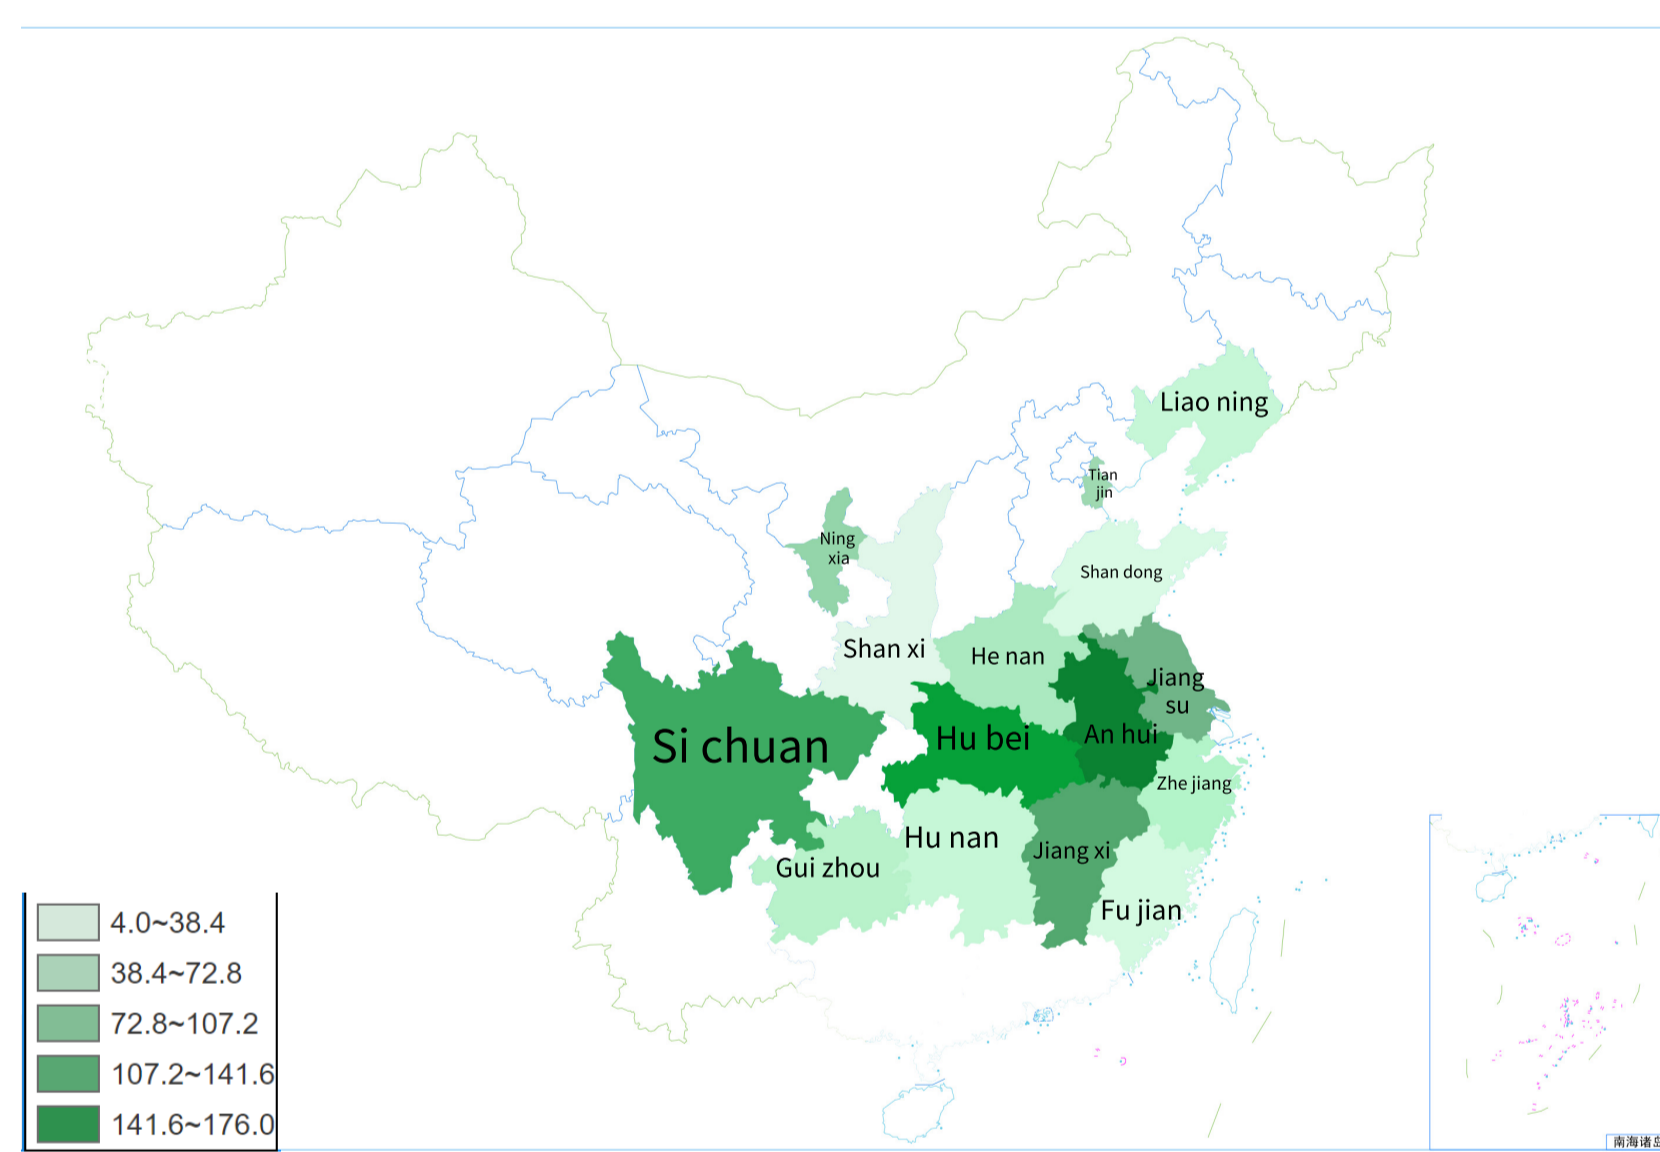 Liao ning
Tian
jin
Ning
xia
Shan dong
Shan xi
He nan
Jiang
su
Si chuan
Hu bei
An hui
Zhe jiang
Hu nan
Jiang xi
Gui zhou
Fu jian
4.0~38.4
38.4~72.8
72.8~107.2
107.2~141.6
141.6~176.0
南海诸岛